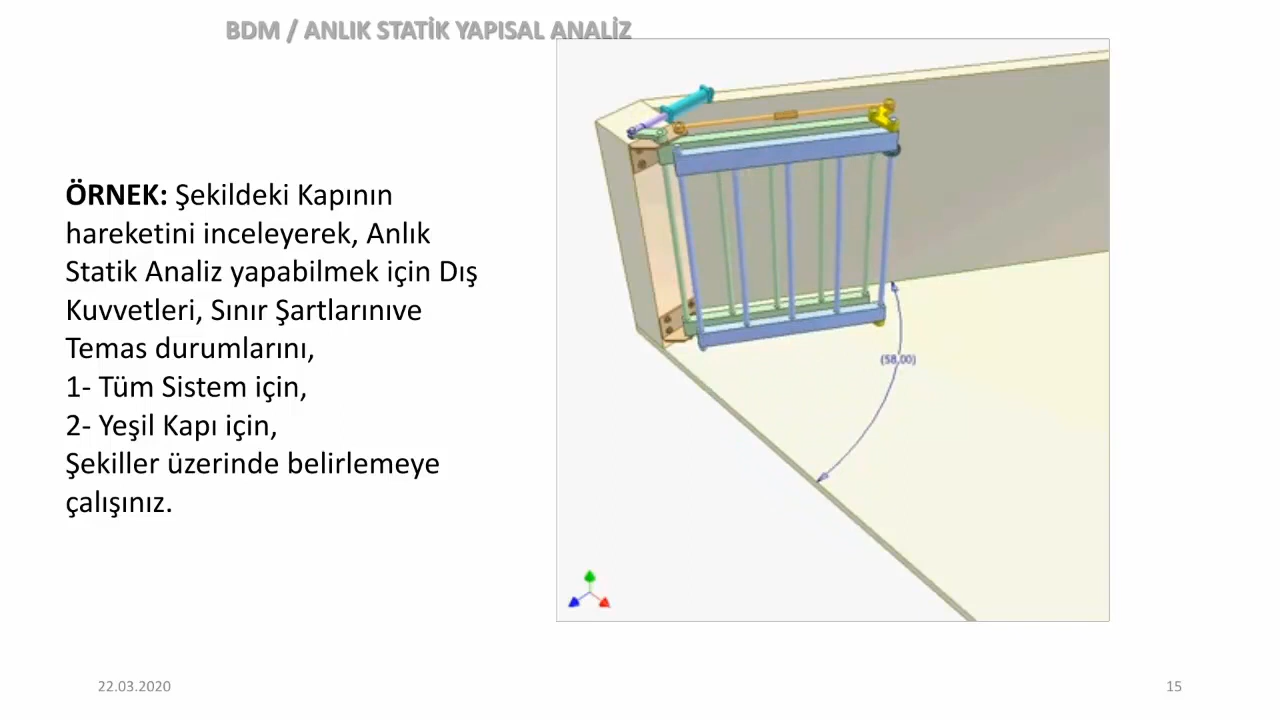 BDM / ANLIK STATİK YAPISAL ANALİZ
ÖRNEK: Şekildeki Kapının
hareketini inceleyerek, Anlık
Statik Analiz yapabilmek için Dış
Kuvvetleri, Sınır Şartlarınıve
Temas durumlarını,
1- Tüm Sistem için,
2- Yeşil Kapı için,
Şekiller üzerinde belirlemeye
çalışınız.
(58,00)
22.03.2020
15